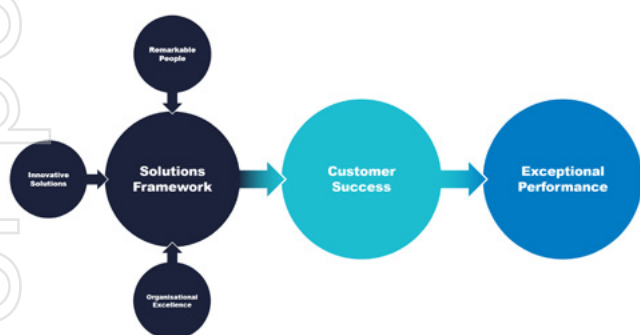 Remarkable
People
Innovative
Solutions
Solutions
Framework
Customer
Success
Exceptional
Performance
Organisational
Excellence